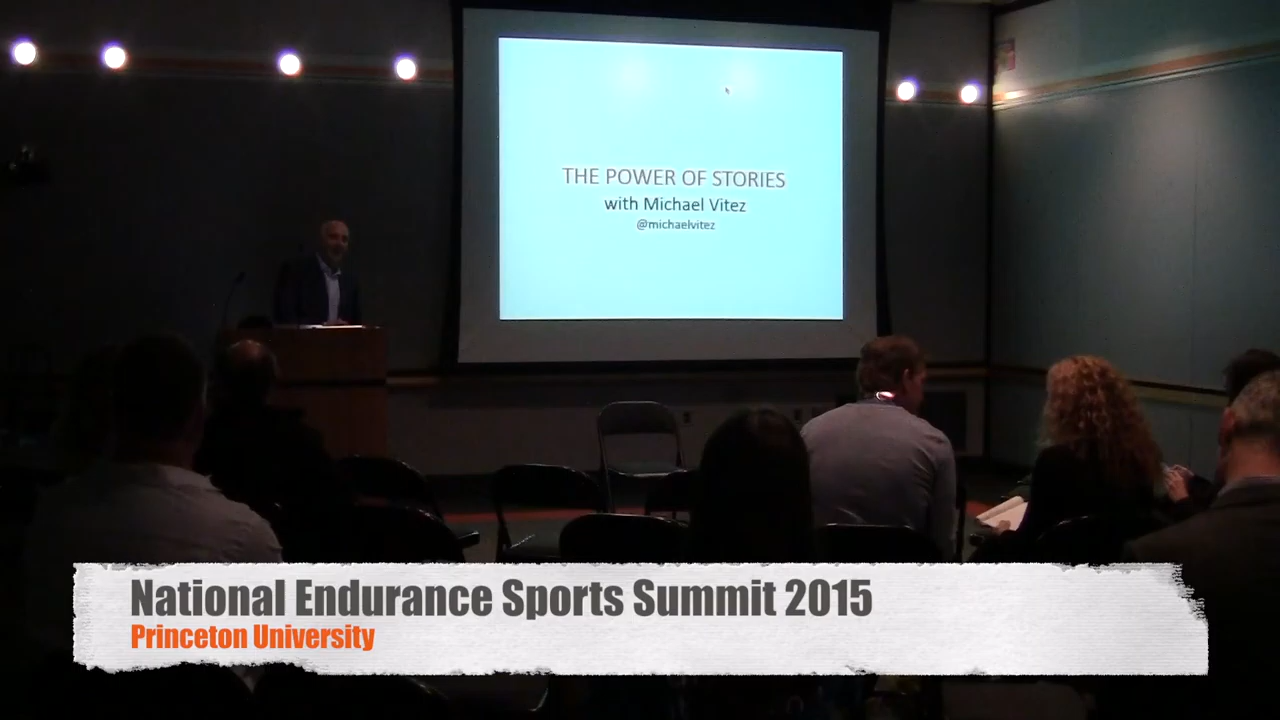 THE POWER OF STORIES
with Michael Vitez
@michaelvitez
National Endurance Sports Summit 2015
Princeton University